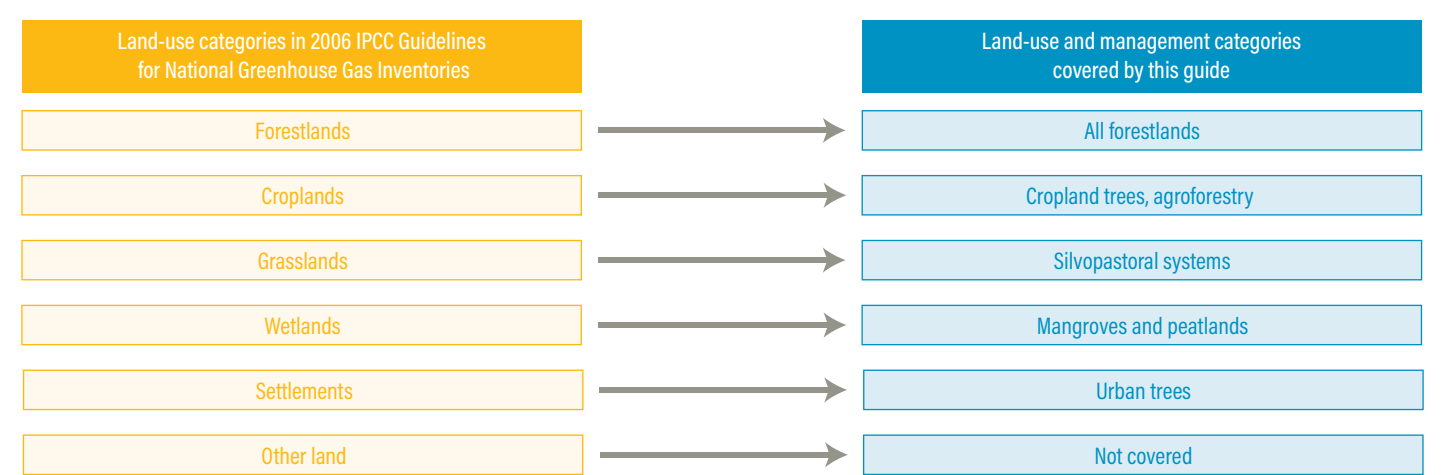 Land-use categories in 2006 IPCC Guidelines
for National Greenhouse Gas Inventories
Land-use and management categories
covered by this guide
Forestlands
All forestlands
Croplands
Cropland trees, agroforestry
Grasslands
Silvopastoral systems
Wetlands
Mangroves and peatlands
Settlements
Urban trees
Other land
Not covered